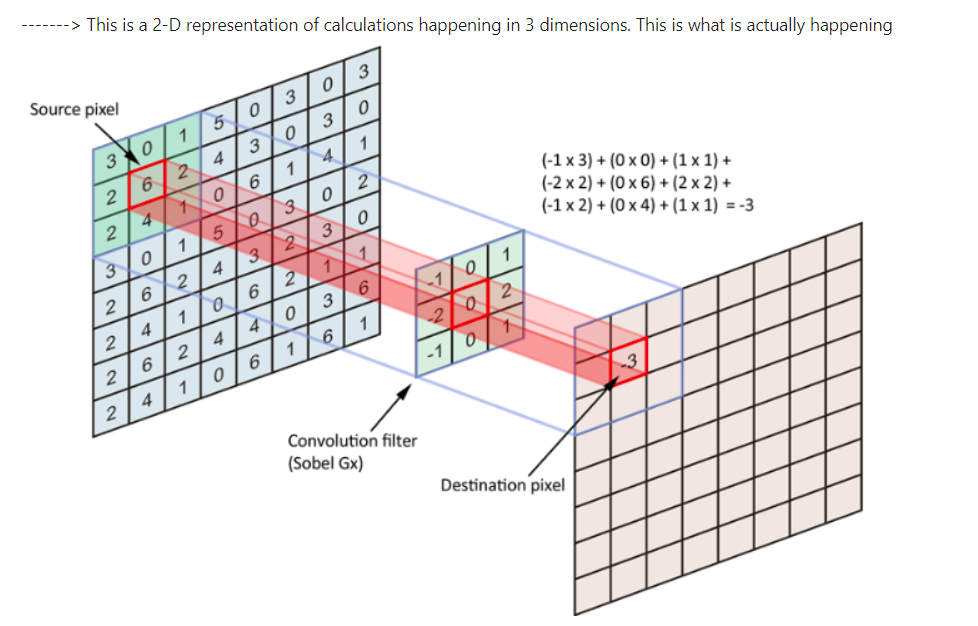 -------> This is a 2-D representation of calculations happening in 3 dimensions. This is what is actually happening
Source pixel
3 0 1 5 0 3 0 3
2 6 2 4 3 0 3 0
2 4 1 0 6 1 4 1
3 0 1 5 0 3 0 2
2 6 2 4 3 2 3 0
2 4 1 0 6 2 1 1
2 6 2 4 4 0 3 6
2 4 1 0 6 1 6 1
(-1 x 3) + (0 x 0) + (1 x 1) +
(-2 x 2) + (0 x 6) + (2 x 2) +
(-1 x 2) + (0 x 4) + (1 x 1) = -3
-1 0 1
-2 0 2
-1 0 1
-3
Convolution filter
(Sobel Gx)
Destination pixel